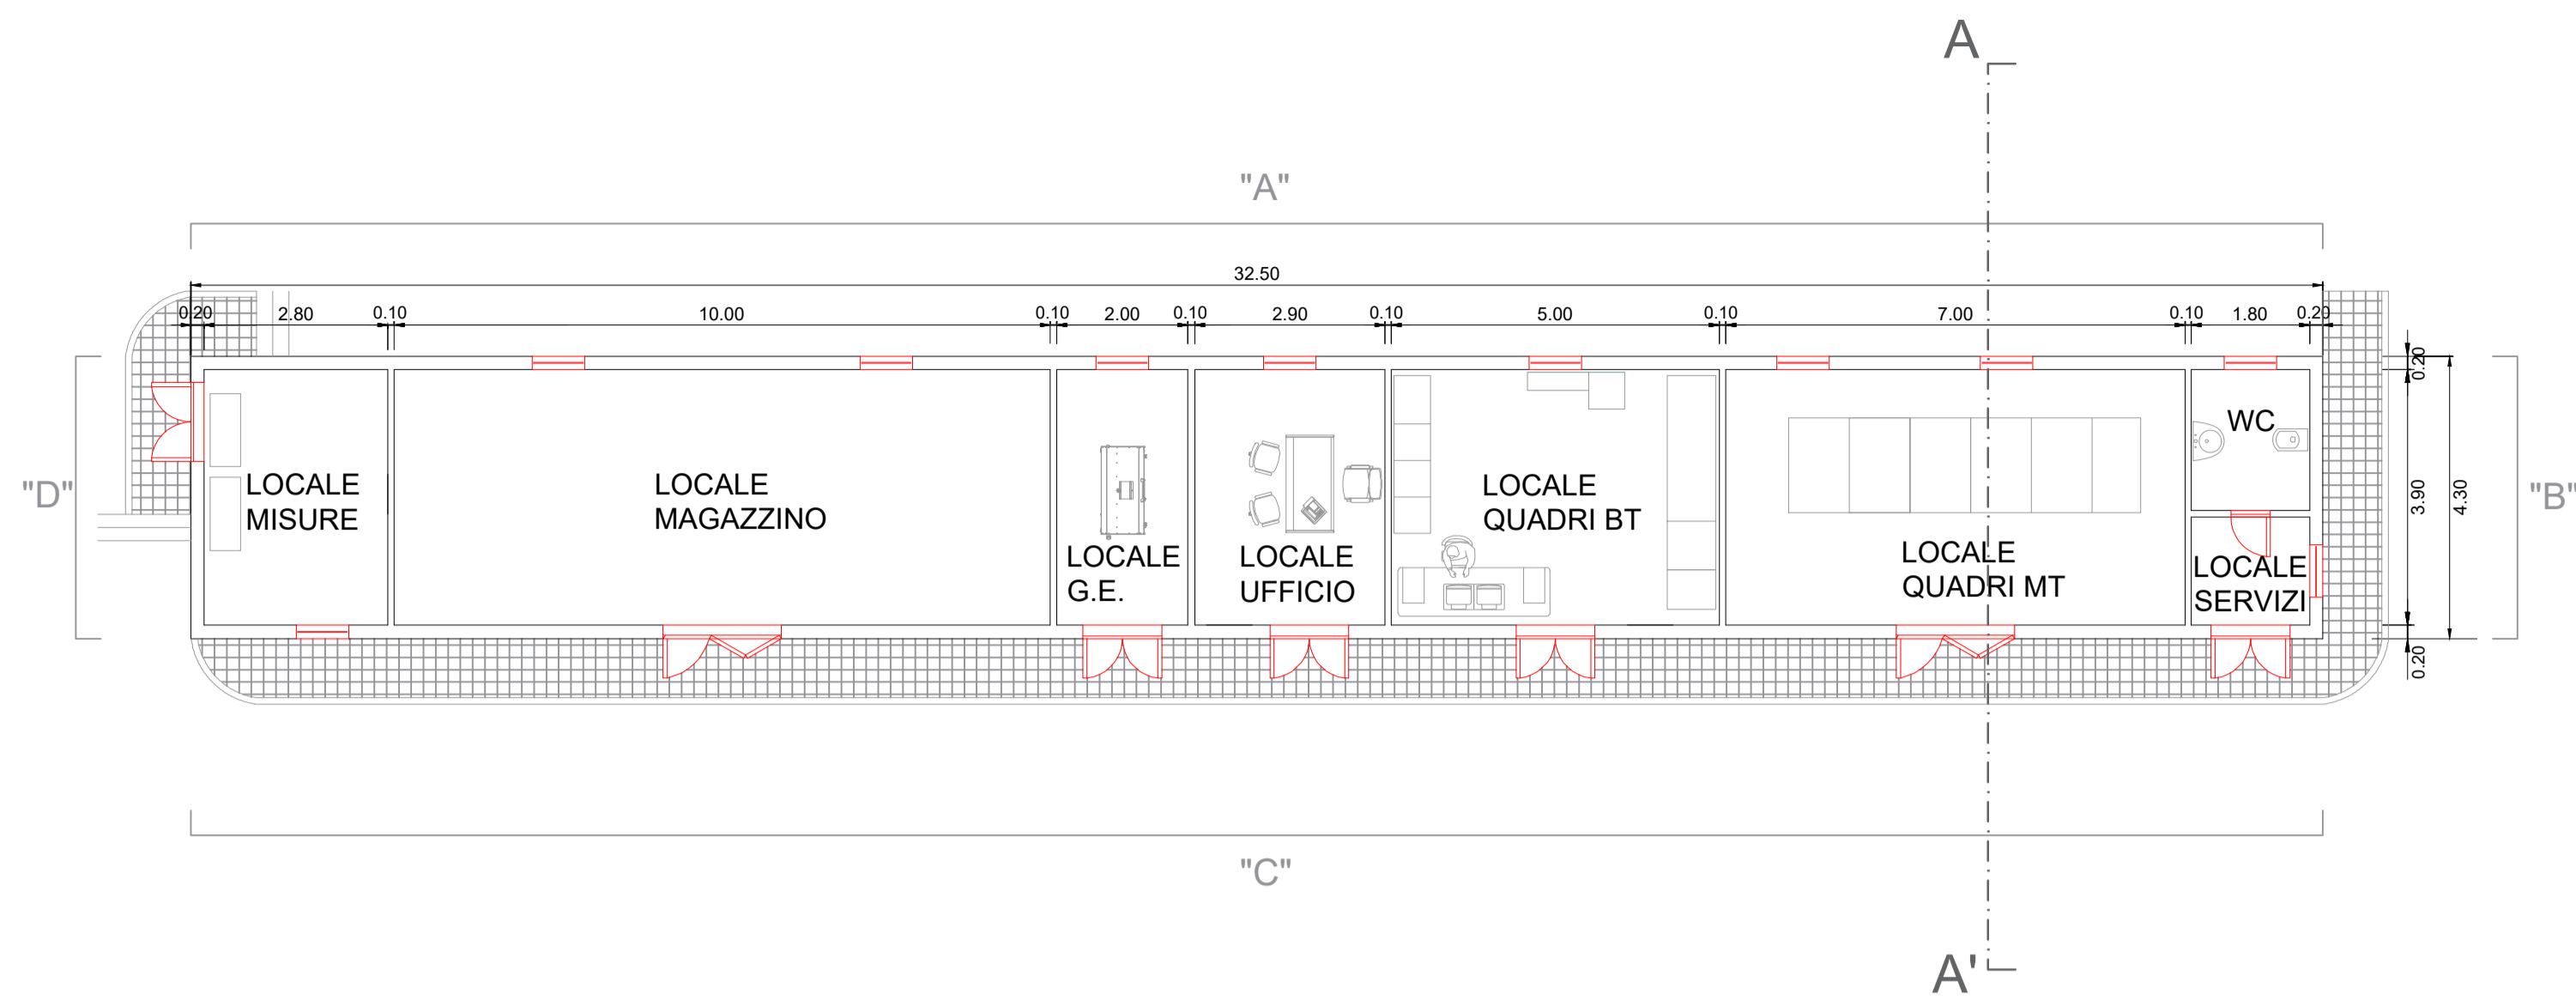 A
"A"
32.50
0.20 2.80 0.10 10.00 0.10 2.00 0.10 2.90 0.10 5.00 0.10 7.00 0.10 1.80 0.20
0.20
3.90
4.30
0.20
"D"
"B"
LOCALE
MISURE
LOCALE
MAGAZZINO
LOCALE
G.E.
LOCALE
UFFICIO
LOCALE
QUADRI BT
LOCALE
QUADRI MT
WC
LOCALE
SERVIZI
"C"
A'